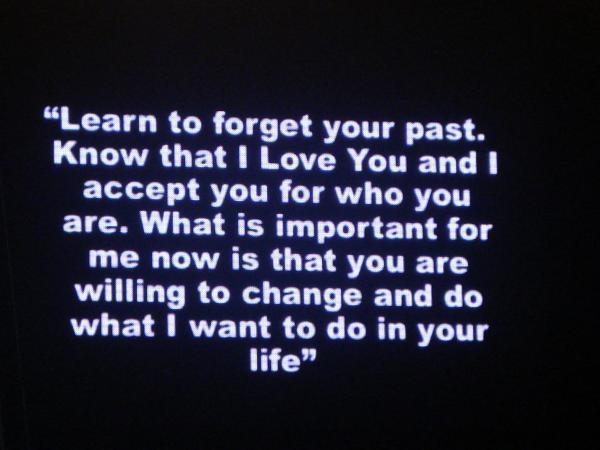 “Learn to forget your past.
Know that I Love You and I
accept you for who you
are. What is important for
me now is that you are
willing to change and do
what I want to do in your
life”